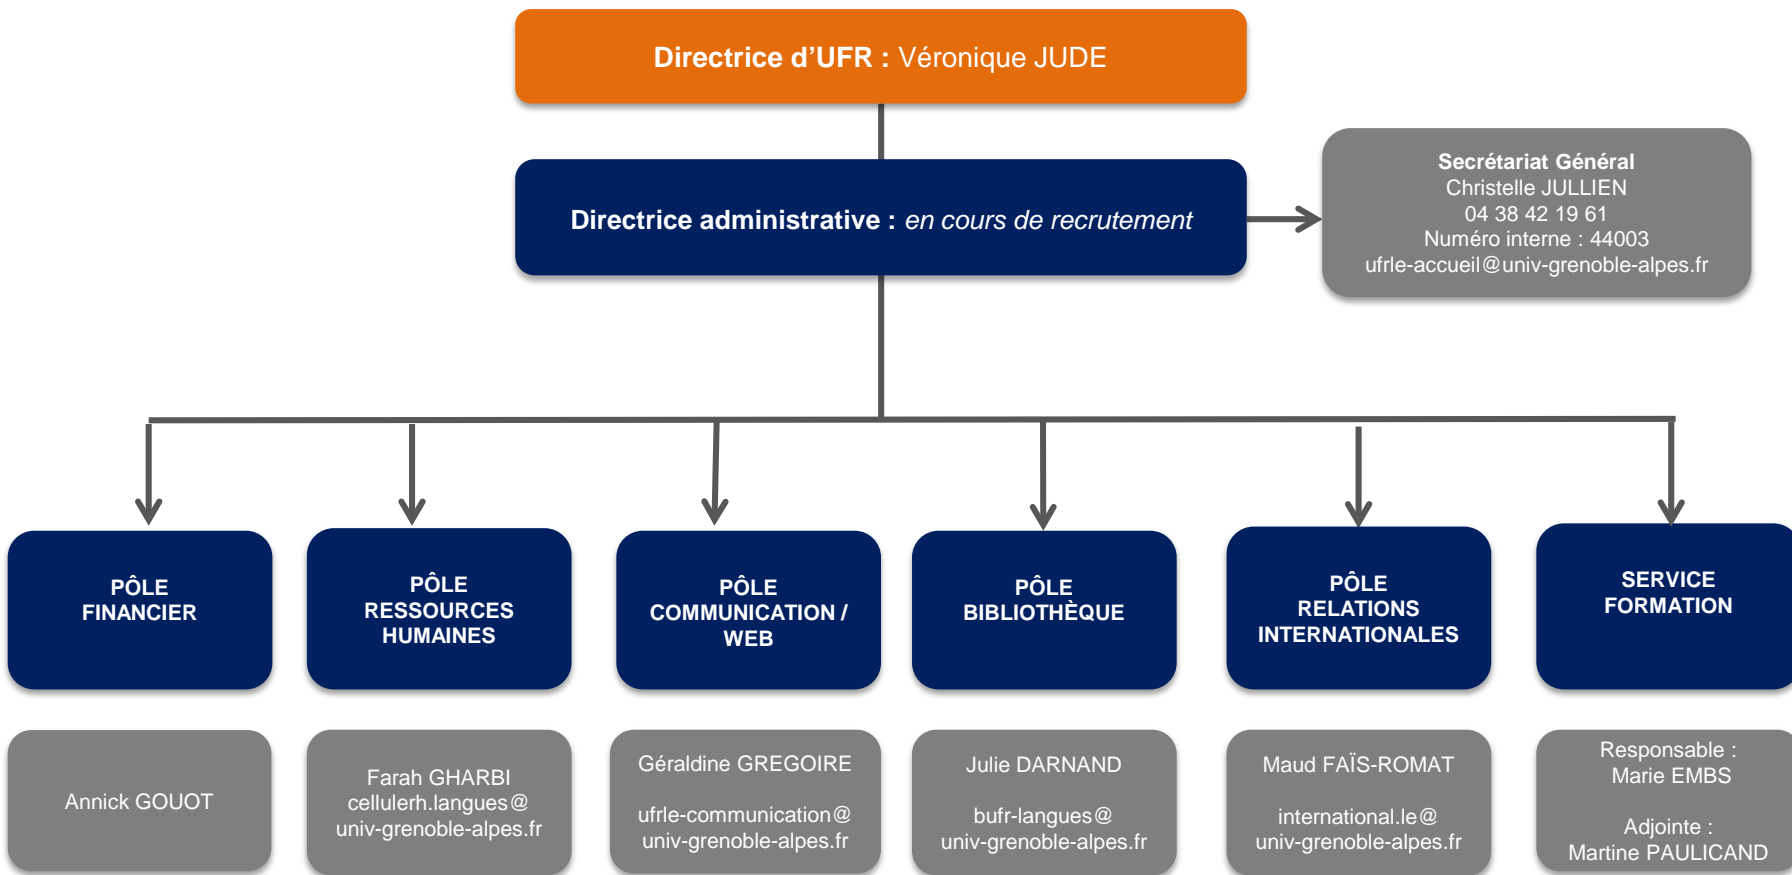 Directrice d’UFR : Véronique JUDE
Directrice administrative : en cours de recrutement
Secrétariat Général
Christelle JULLIEN
04 38 42 19 61
Numéro interne : 44003
ufrle-accueil@univ-grenoble-alpes.fr
PÔLE
FINANCIER
PÔLE
RESSOURCES
HUMAINES
PÔLE
COMMUNICATION /
WEB
PÔLE
BIBLIOTHÈQUE
PÔLE
RELATIONS
INTERNATIONALES
SERVICE
FORMATION
Annick GOUOT
Farah GHARBI
cellulerh.langues@
univ-grenoble-alpes.fr
Géraldine GREGOIRE
ufrle-communication@
univ-grenoble-alpes.fr
Julie DARNAND
bufr-langues@
univ-grenoble-alpes.fr
Maud FAÏS-ROMAT
international.le@
univ-grenoble-alpes.fr
Responsable :
Marie EMBS
Adjointe :
Martine PAULICAND